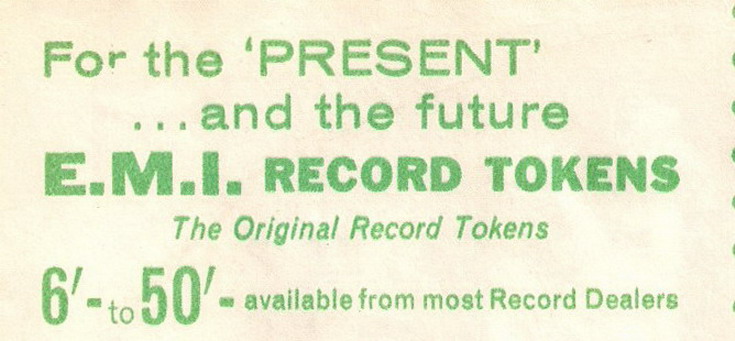 For the ‘PRESENT’
...and the future
E.M.I. RECORD TOKENS
The Original Record Tokens
6/- to 50/- available from most Record Dealers